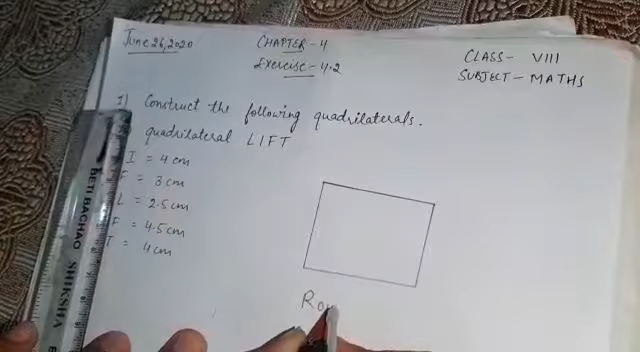 June 26, 2020
CHAPTER-4
Exercise-4.2
CLASS- VIII
SUBJECT- MATHS
Construct the following quadrilaterals.
quadrilateral LIFT
I = 4 cm
F = 3 cm
L = 2.5 cm
F = 4.5 cm
T = 4 cm
BETI BACHAO SHIKSHA